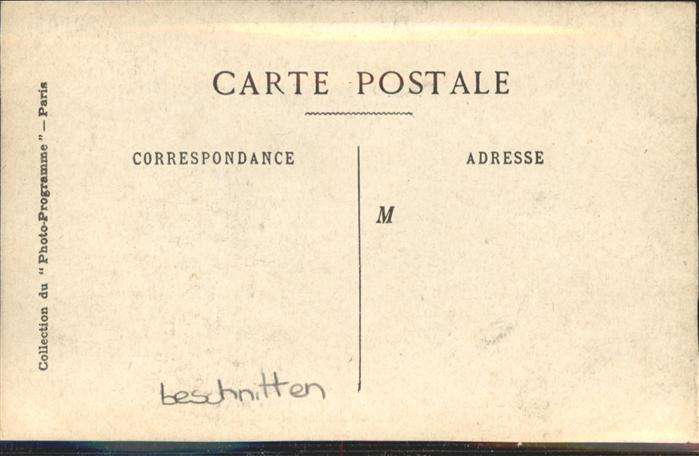 CARTE POSTALE
CORRESPONDANCE
ADRESSE
M
Collection du "Photo-Programme" — Paris
beschnitten